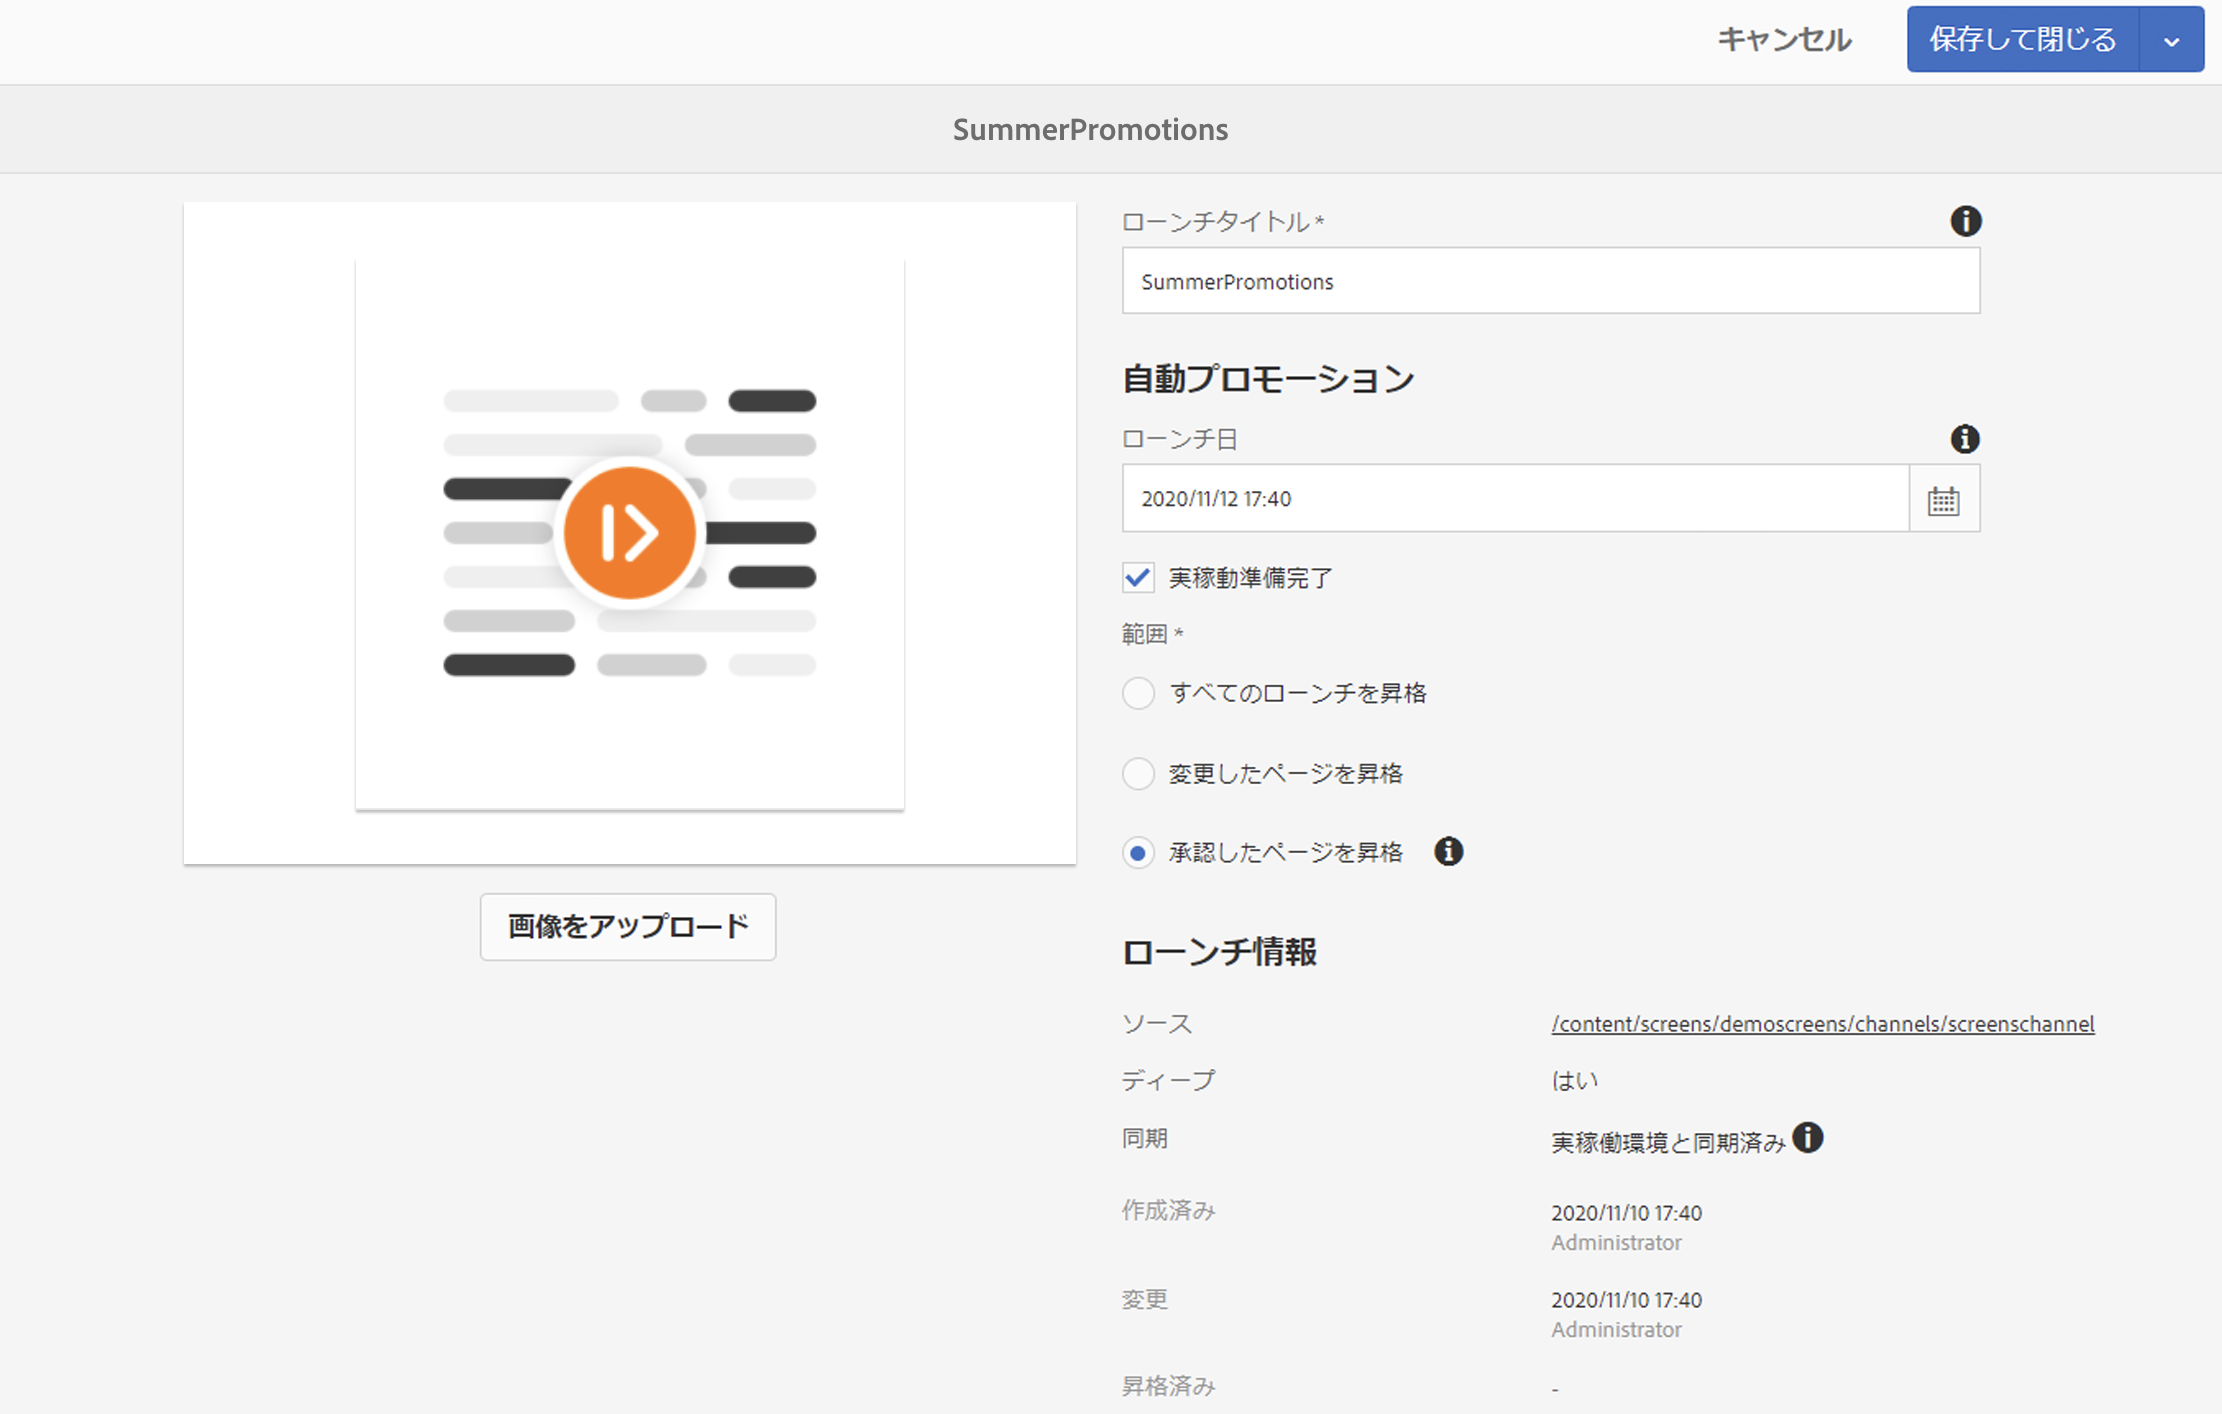 キャンセル
保存して閉じる
SummerPromotions
ローンチタイトル *
SummerPromotions
自動プロモーション
ローンチ日
2020/11/12 17:40
実稼動準備完了
範囲 *
すべてのローンチを昇格
変更したページを昇格
承認したページを昇格
画像をアップロード
ローンチ情報
ソース /content/screens/demoscreens/channels/screenschannel
ディープ はい
同期 実稼働環境と同期済み
作成済み 2020/11/10 17:40
Administrator
変更 2020/11/10 17:40
Administrator
昇格済み -